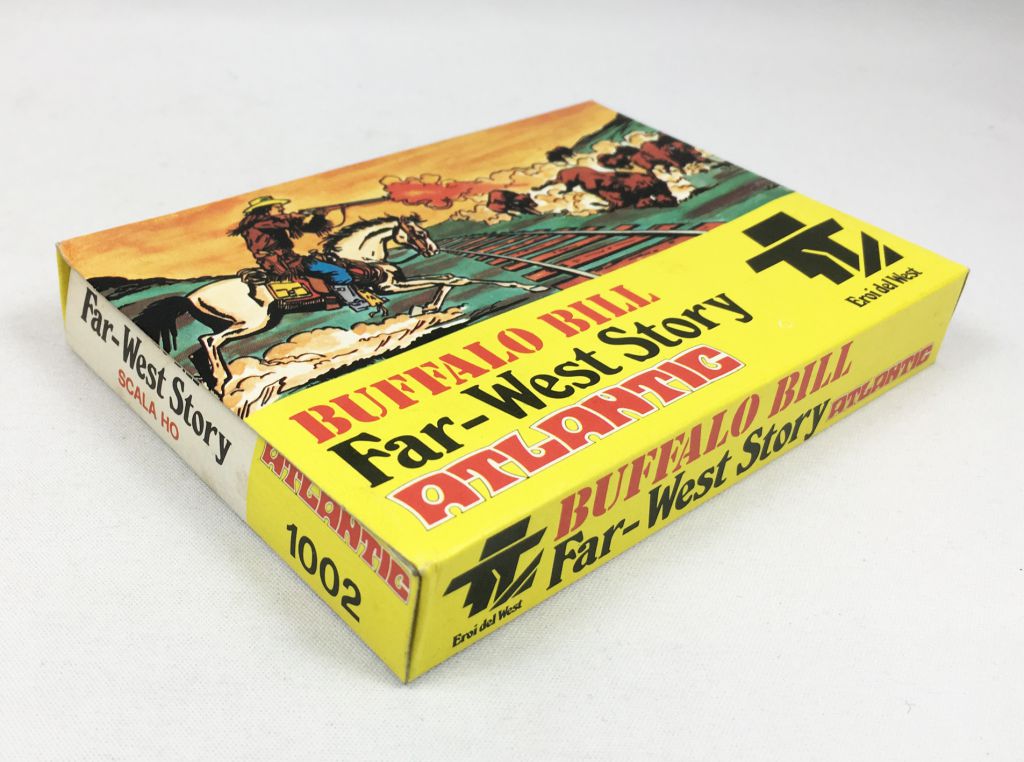 BUFFALO BILL
Far-West Story
ATLANTIC
Eroi del West
Far-West Story
SCALA HO
ATLANTIC
1002
Eroi del West
BUFFALO BILL
Far-West Story
ATLANTIC